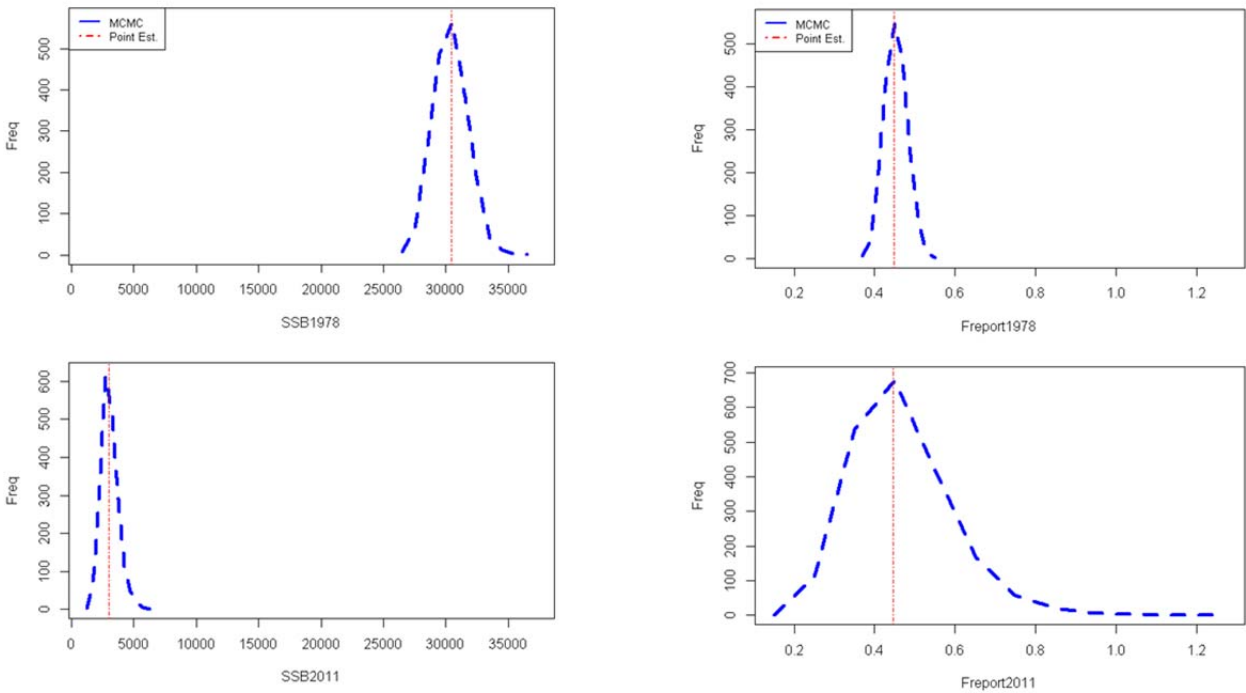 MCMC
Point Est.
Freq
0 100 200 300 400 500
0 5000 10000 15000 20000 25000 30000 35000
SSB1978
MCMC
Point Est.
Freq
0 100 200 300 400 500
0.2 0.4 0.6 0.8 1.0 1.2
Freport1978
Freq
0 100 200 300 400 500 600
0 5000 10000 15000 20000 25000 30000 35000
SSB2011
Freq
0 100 200 300 400 500 600 700
0.2 0.4 0.6 0.8 1.0 1.2
Freport2011